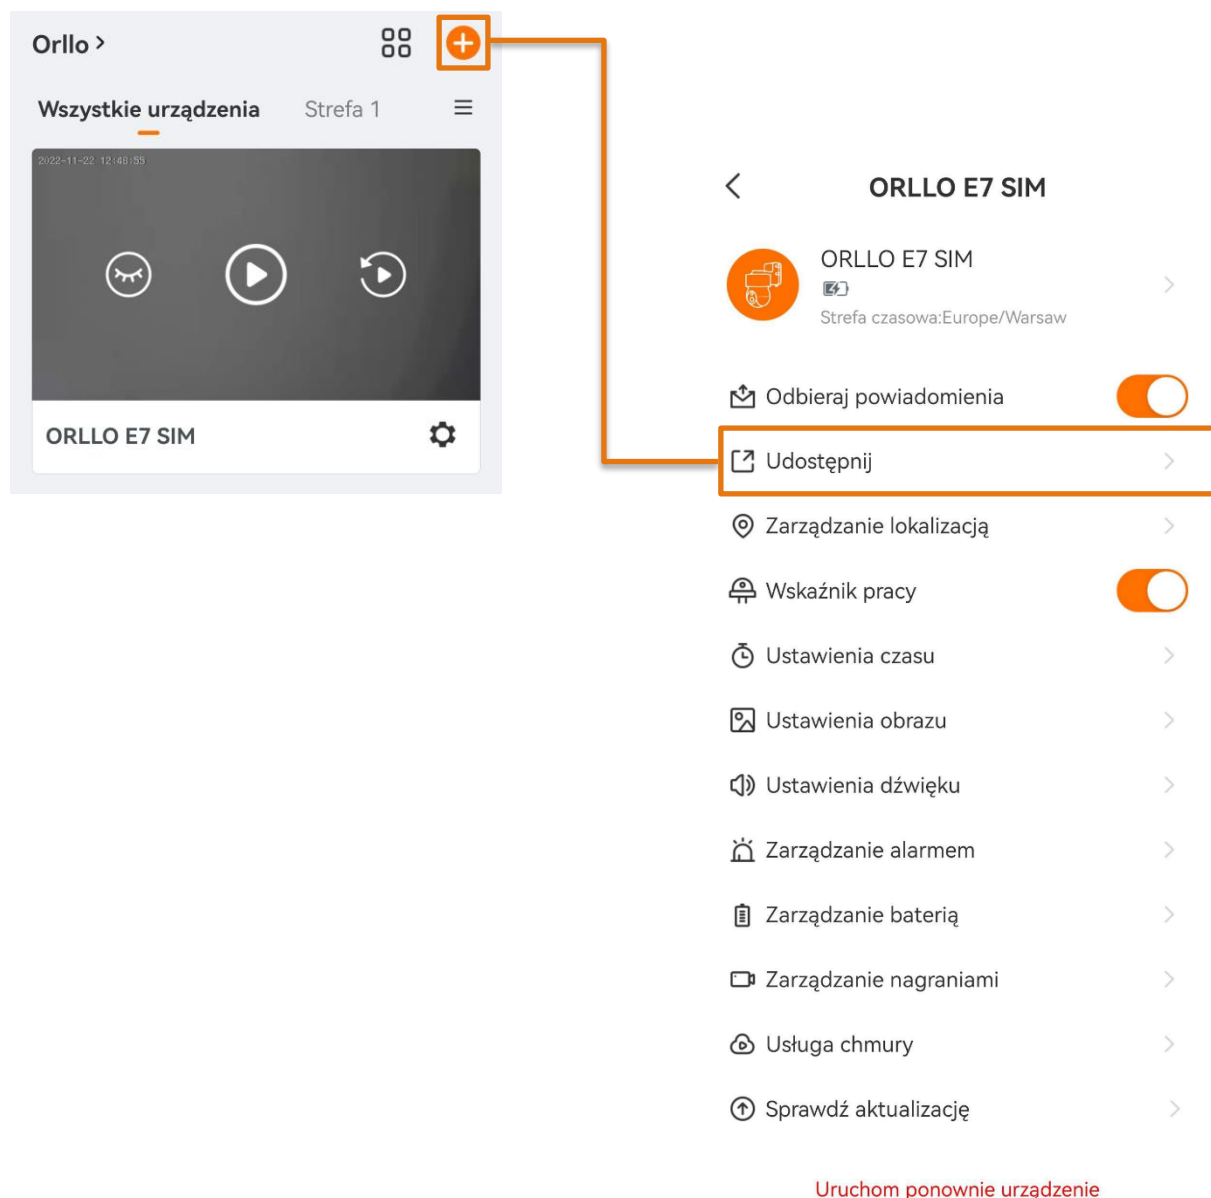 Orllo >
Wszystkie urządzenia Strefa 1
2022-11-22 12:48:55
ORLLO E7 SIM
ORLLO E7 SIM
ORLLO E7 SIM
Strefa czasowa:Europe/Warsaw
Odbieraj powiadomienia
Udostępnij
Zarządzanie lokalizacją
Wskaźnik pracy
Ustawienia czasu
Ustawienia obrazu
Ustawienia dźwięku
Zarządzanie alarmem
Zarządzanie baterią
Zarządzanie nagraniami
Usługa chmury
Sprawdź aktualizację
Uruchom ponownie urządzenie